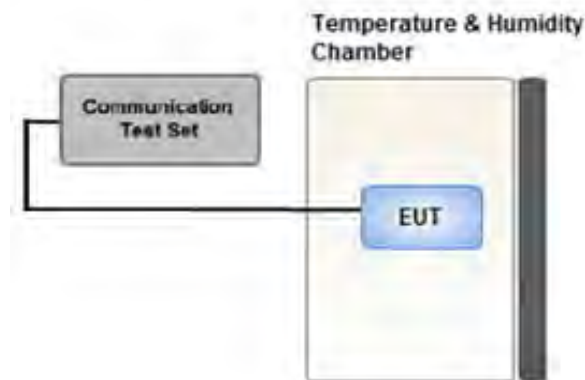 Temperature & Humidity
Chamber
Communication
Test Set
EUT